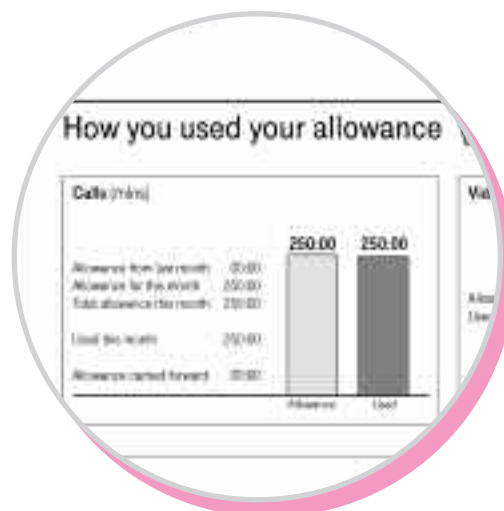 How you used your allowance
Calls (mins)
250:00 250:00
Allowance from last month 00:00
Allowance for this month 250:00
Total allowance this month 250:00
Used this month 250:00
Allowance carried forward 00:00
Allowance Used